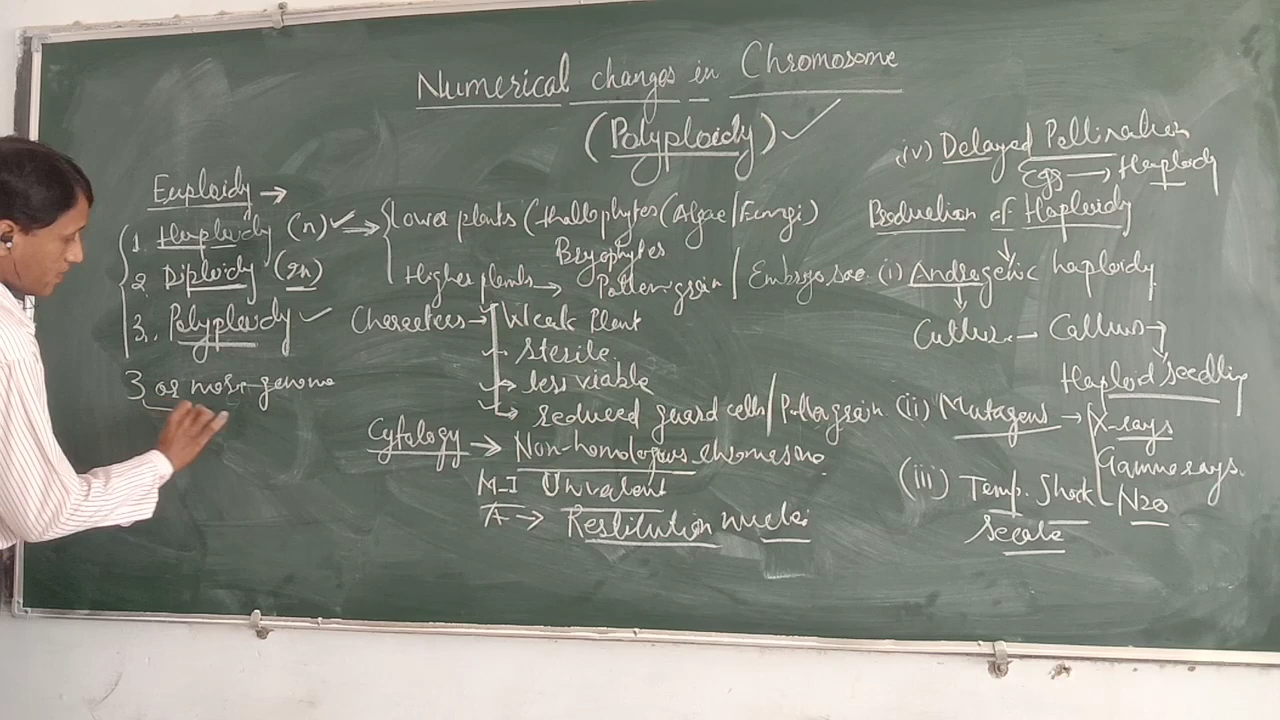 Numerical changes in Chromosome
(Polyploidy) ✓
Euploidy →
1. Haploidy (n) ✓
2. Diploidy (2n)
3. Polyploidy ✓
3 or more genome
⇒ { lower plants (thallophytes (Algae/Fungi)
Bryophytes
Higher plants → Pollen grain / Embryo sac
Characters → Weak Plant
→ sterile
→ less viable
→ reduced guard cells / Pollen grain
Cytology → Non-homologous chromosome
M-I Univalent
A → Restitution nuclei
(iv) Delayed Pollination
Egg → Haploidy
Production of Haploidy
↓
(i) Androgenic haploidy
↓
Culture → Callus →
Haploid seedling
(ii) Mutagens → X-rays
Gamma rays.
N2O
(iii) Temp. Shock